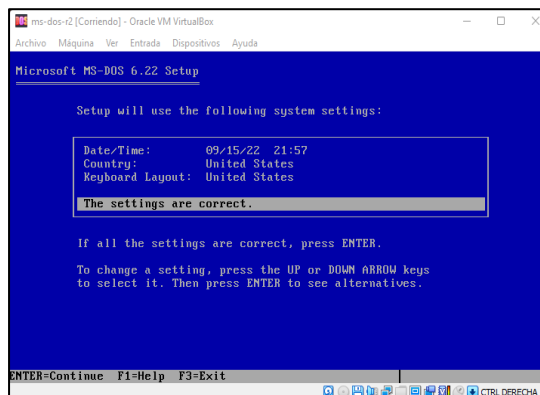 ms-dos-r2 [Corriendo] - Oracle VM VirtualBox
Archivo Máquina Ver Entrada Dispositivos Ayuda
Microsoft MS-DOS 6.22 Setup
Setup will use the following system settings:
Date/Time: 09/15/22 21:57
Country: United States
Keyboard Layout: United States
The settings are correct.
If all the settings are correct, press ENTER.
To change a setting, press the UP or DOWN ARROW keys
to select it. Then press ENTER to see alternatives.
ENTER=Continue F1=Help F3=Exit
CTRL DERECHA